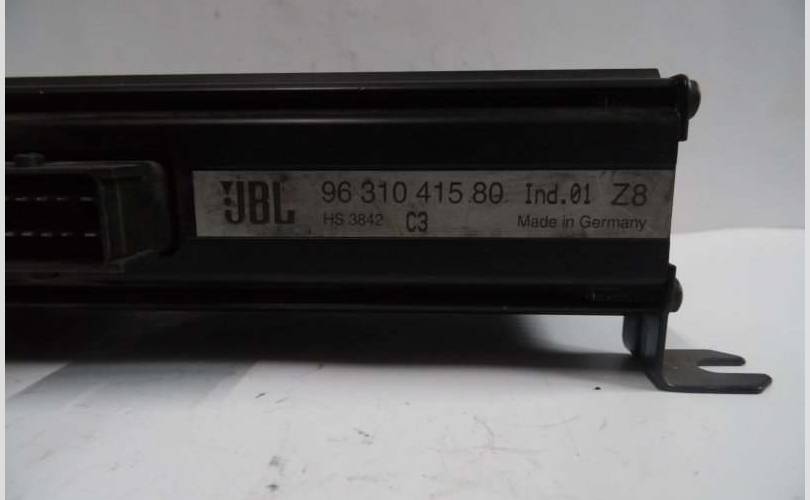 JBL 96 310 415 80 Ind.01 Z8
HS 3842 C3 Made in Germany